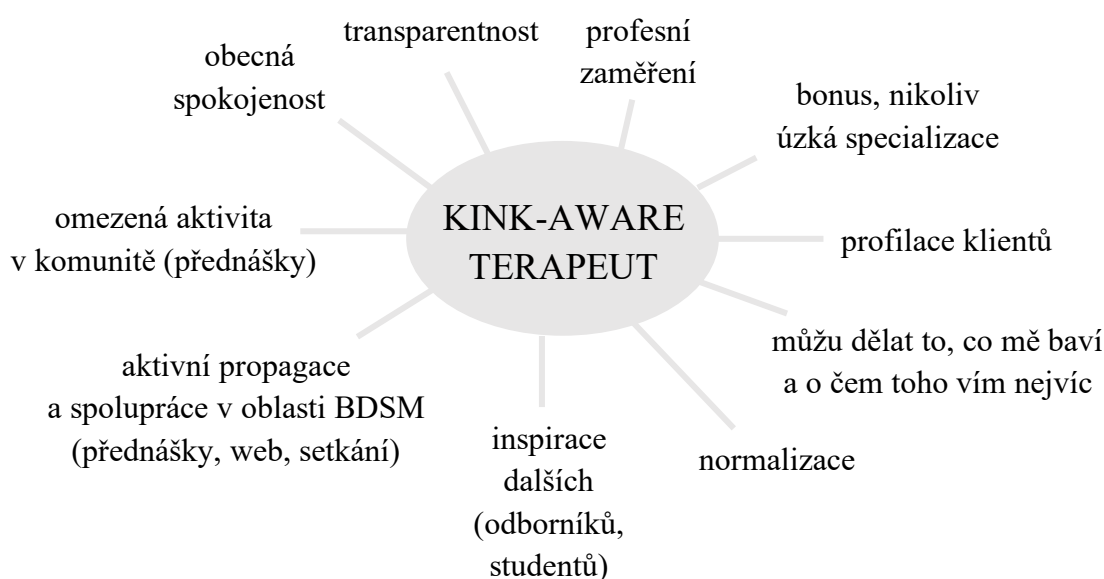 transparentnost
profesní
zaměření
obecná
spokojenost
bonus, nikoliv
úzká specializace
KINK-AWARE
TERAPEUT
omezená aktivita
v komunitě (přednášky)
profilace klientů
můžu dělat to, co mě baví
a o čem toho vím nejvíc
aktivní propagace
a spolupráce v oblasti BDSM
(přednášky, web, setkání)
inspirace
dalších
(odborníků,
studentů)
normalizace